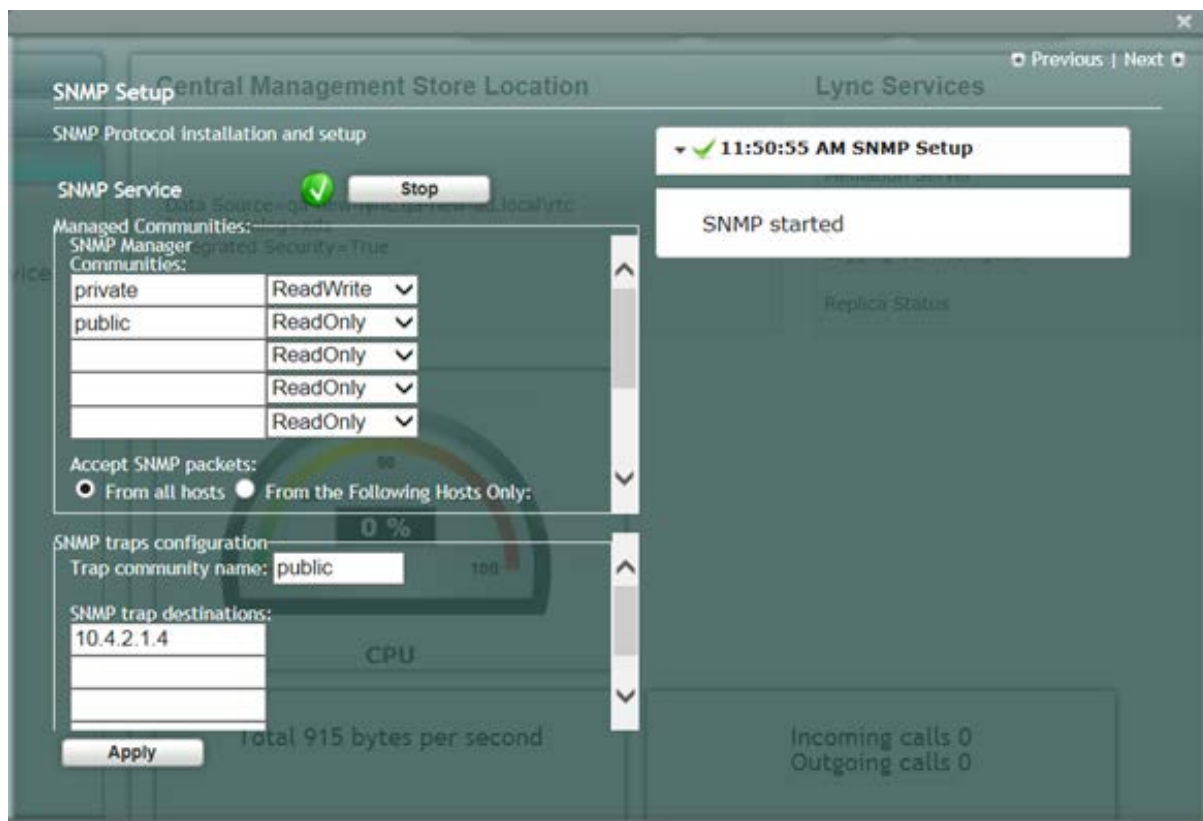 Previous | Next
Central Management Store Location
Lync Services
SNMP Setup
SNMP Protocol installation and setup
11:50:55 AM SNMP Setup
SNMP Service
Stop
SNMP started
Managed Communities:
Integrated Security=True
SNMP Manager
Communities:
private ReadWrite
public ReadOnly
ReadOnly
ReadOnly
ReadOnly
Replica Status
Accept SNMP packets:
From all hosts From the Following Hosts Only:
0 %
100
SNMP traps configuration
Trap community name: public
SNMP trap destinations:
10.4.2.1.4
CPU
Total 915 bytes per second
Incoming calls 0
Outgoing calls 0
Apply